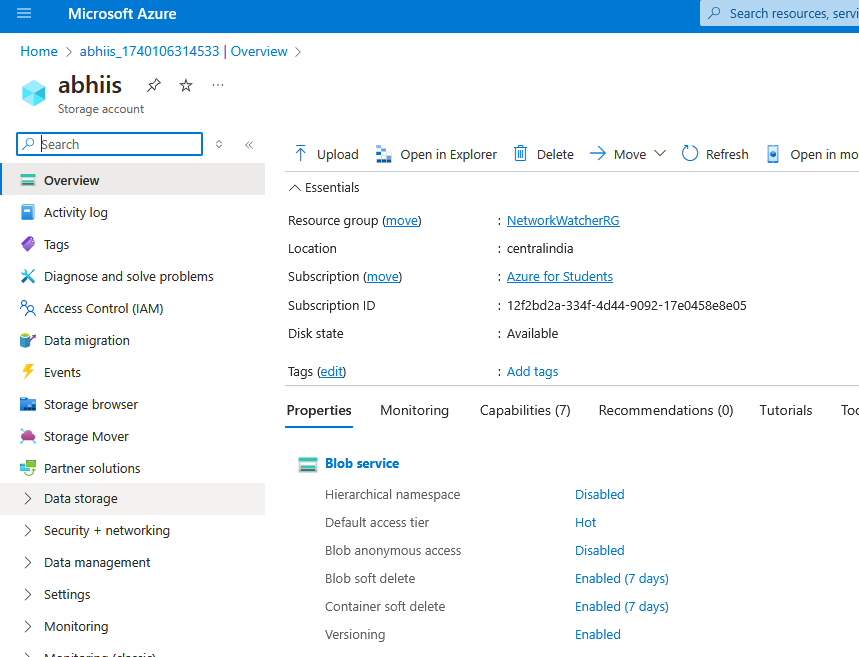 Microsoft Azure
Search resources, servi
Home > abhiis_1740106314533 | Overview >
abhiis
Storage account
Search
Overview
Activity log
Tags
Diagnose and solve problems
Access Control (IAM)
Data migration
Events
Storage browser
Storage Mover
Partner solutions
Data storage
Security + networking
Data management
Settings
Monitoring
Monitoring (classic)
Upload Open in Explorer Delete Move Refresh Open in mo
Essentials
Resource group (move) : NetworkWatcherRG
Location : centralindia
Subscription (move) : Azure for Students
Subscription ID : 12f2bd2a-334f-4d44-9092-17e0458e8e05
Disk state : Available
Tags (edit) : Add tags
Properties Monitoring Capabilities (7) Recommendations (0) Tutorials Too
Blob service
Hierarchical namespace Disabled
Default access tier Hot
Blob anonymous access Disabled
Blob soft delete Enabled (7 days)
Container soft delete Enabled (7 days)
Versioning Enabled